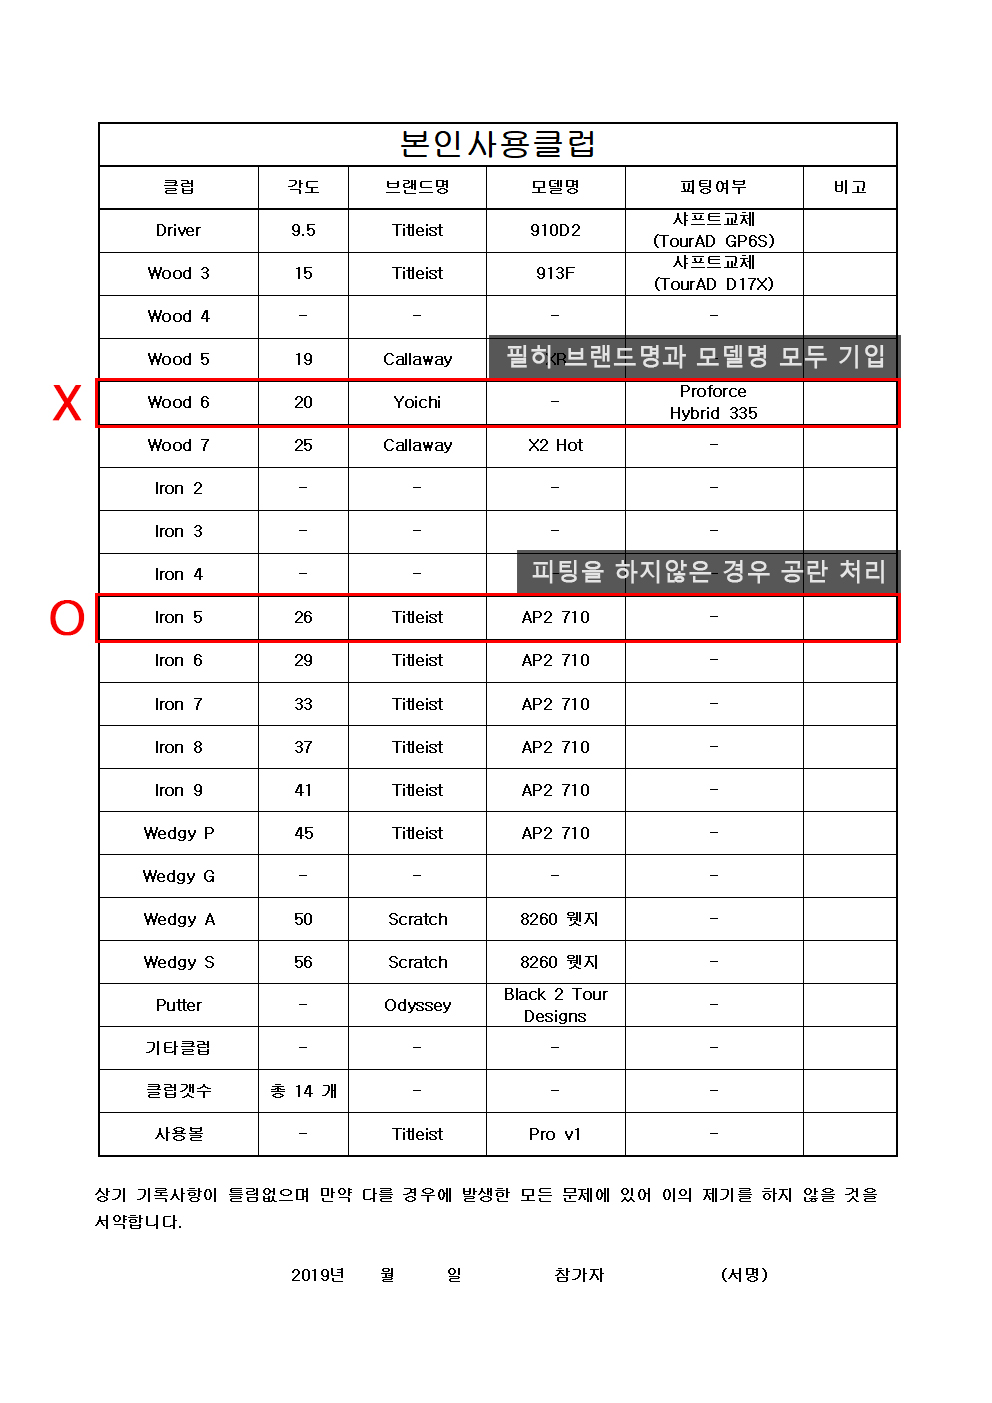 본인사용클럽
클럽 각도 브랜드명 모델명 피팅여부 비고
Driver 9.5 Titleist 910D2 샤프트교체 (TourAD GP6S)
Wood 3 15 Titleist 913F 샤프트교체 (TourAD D17X)
Wood 4 - - - -
필히 브랜드명과 모델명 모두 기입
Wood 5 19 Callaway XR
X
Wood 6 20 Yoichi - Proforce Hybrid 335
Wood 7 25 Callaway X2 Hot -
Iron 2 - - - -
Iron 3 - - - -
피팅을 하지않은 경우 공란 처리
Iron 4 - - - -
O
Iron 5 26 Titleist AP2 710 -
Iron 6 29 Titleist AP2 710 -
Iron 7 33 Titleist AP2 710 -
Iron 8 37 Titleist AP2 710 -
Iron 9 41 Titleist AP2 710 -
Wedgy P 45 Titleist AP2 710 -
Wedgy G - - - -
Wedgy A 50 Scratch 8260 웻지 -
Wedgy S 56 Scratch 8260 웻지 -
Putter - Odyssey Black 2 Tour Designs -
기타클럽 - - - -
클럽갯수 총 14 개 - - -
사용볼 - Titleist Pro v1 -
상기 기록사항이 틀림없으며 만약 다를 경우에 발생한 모든 문제에 있어 이의 제기를 하지 않을 것을
서약합니다.
2019년 월 일 참가자 (서명)